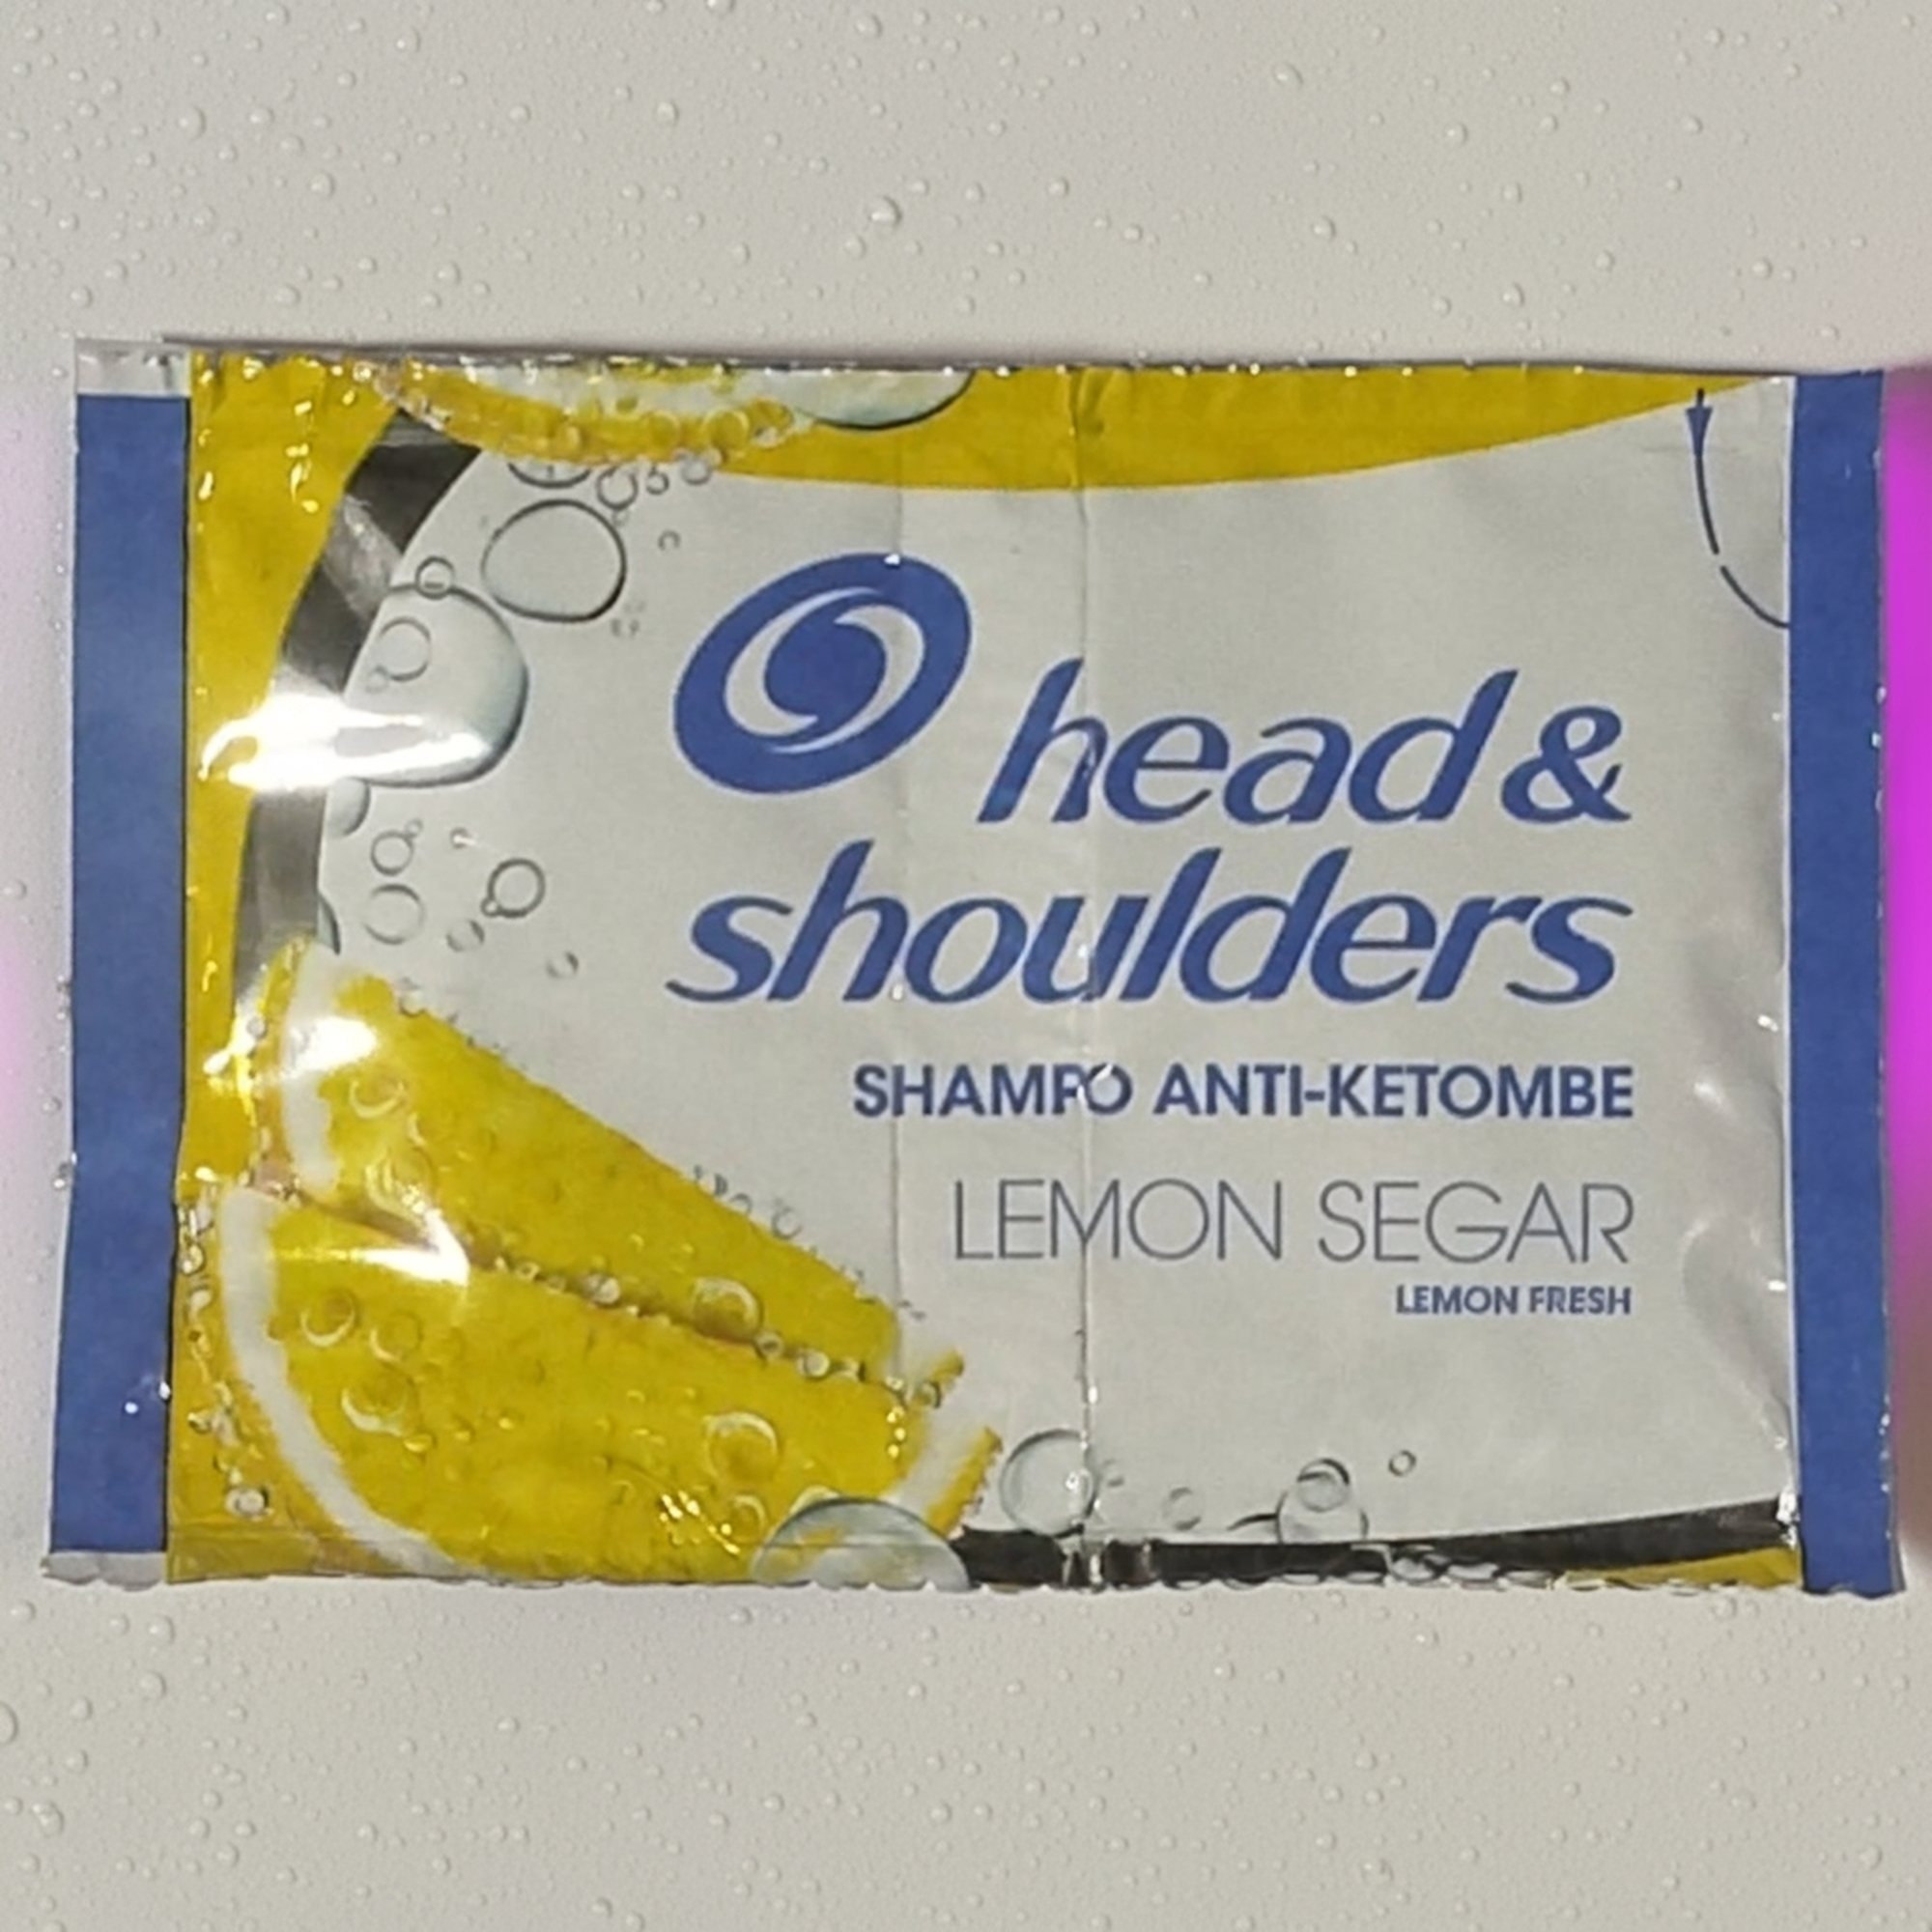 head &
shoulders
SHAMPO ANTI-KETOMBE
LEMON SEGAR
LEMON FRESH